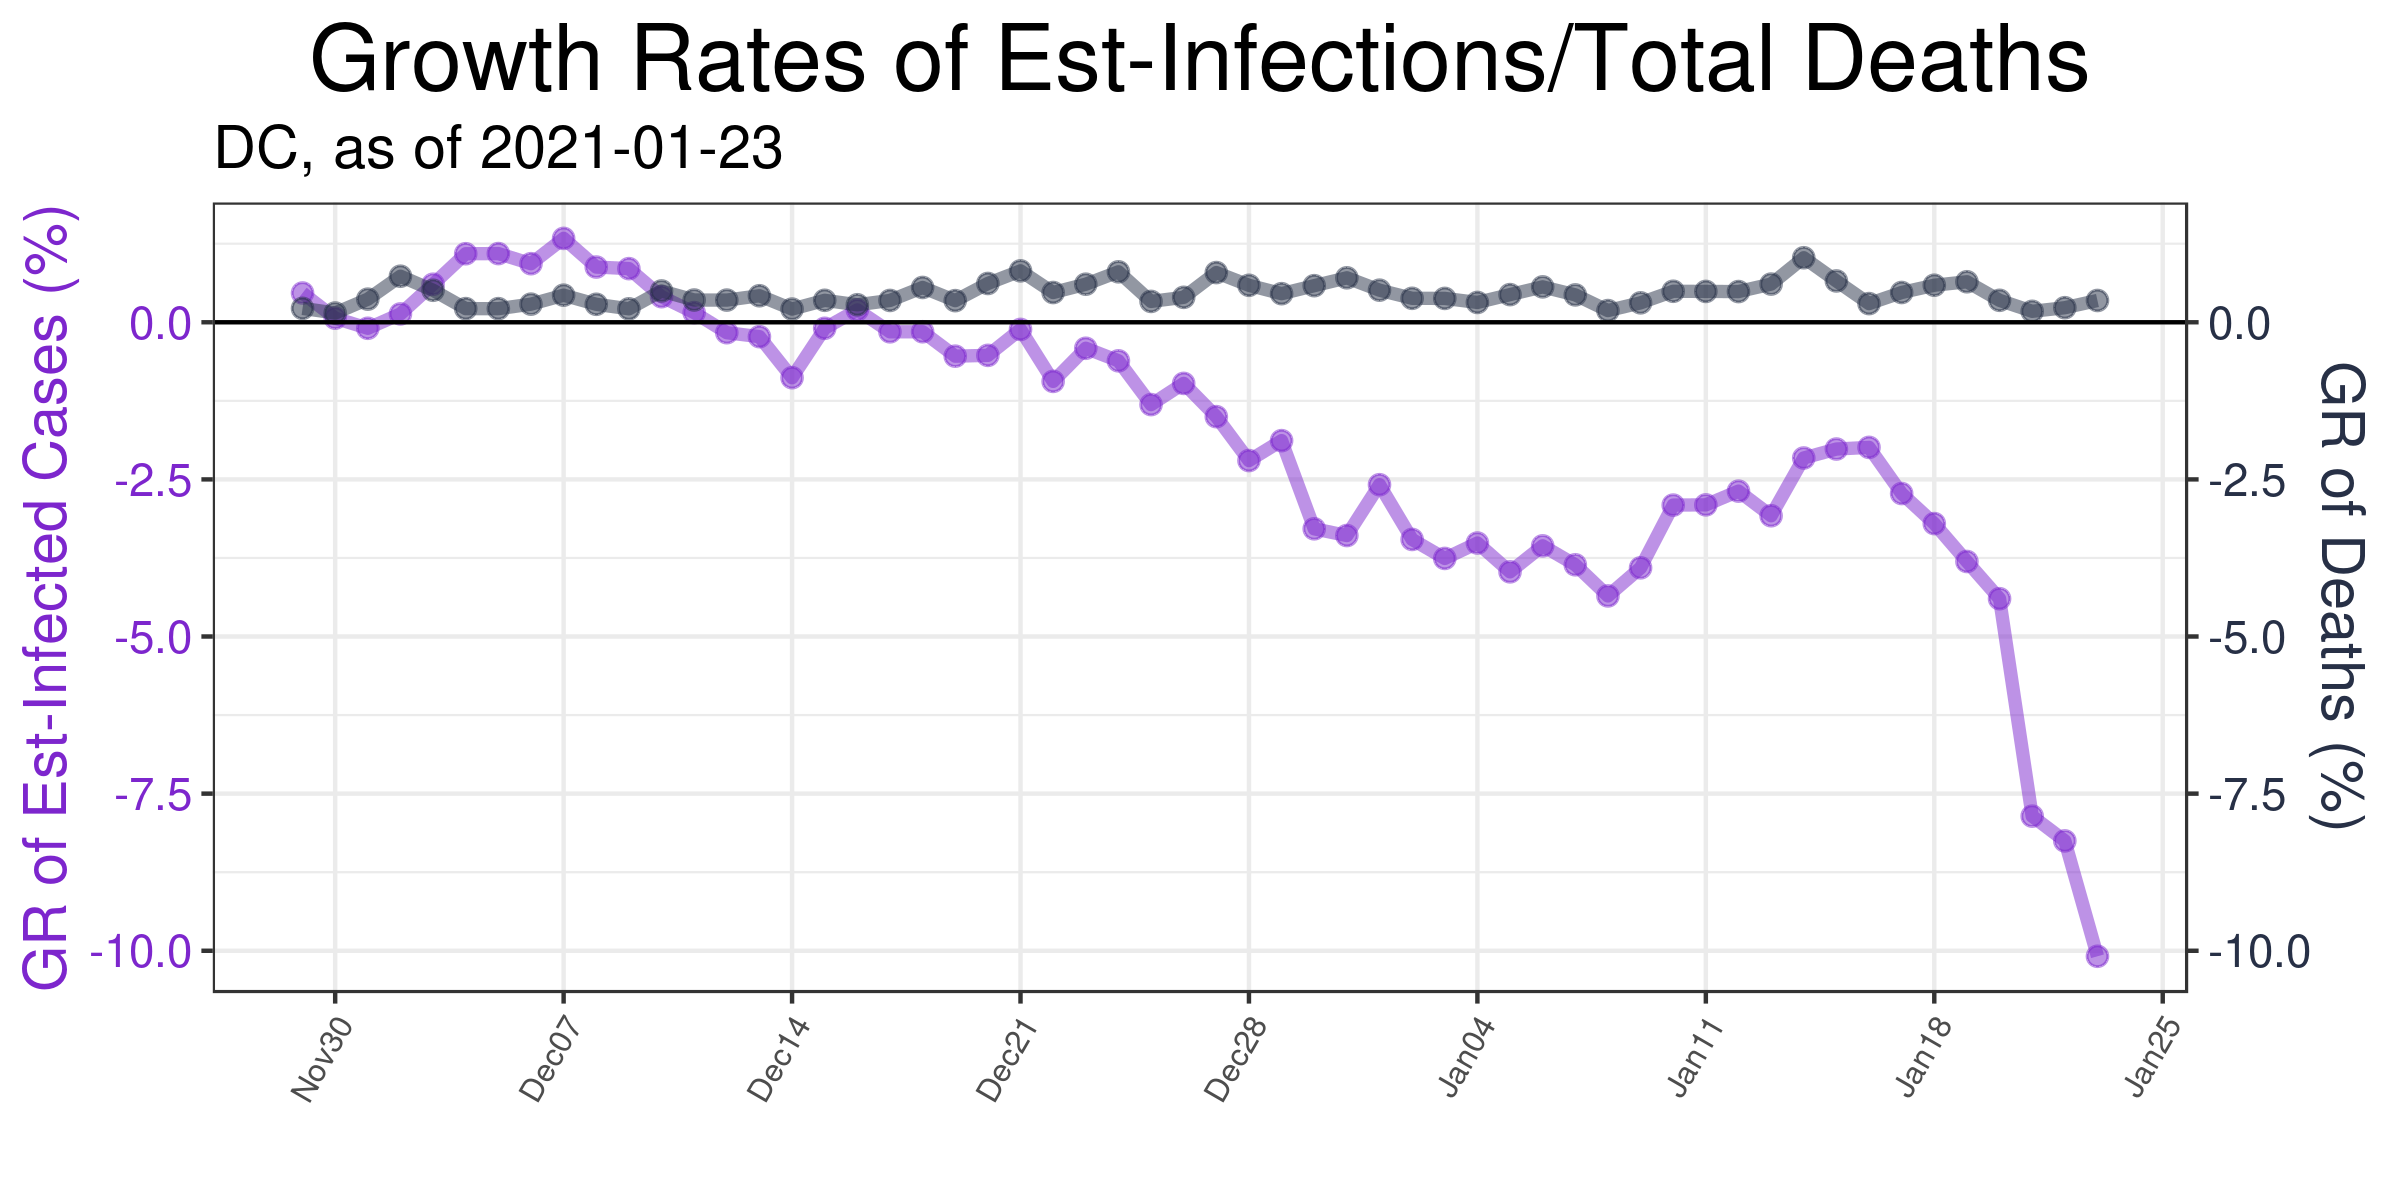 Growth Rates of Est-Infections/Total Deaths
DC, as of 2021-01-23
GR of Est-Infected Cases (%)
0.0
-2.5
-5.0
-7.5
-10.0
0.0
-2.5
-5.0
-7.5
-10.0
GR of Deaths (%)
Nov30
Dec07
Dec14
Dec21
Dec28
Jan04
Jan11
Jan18
Jan25